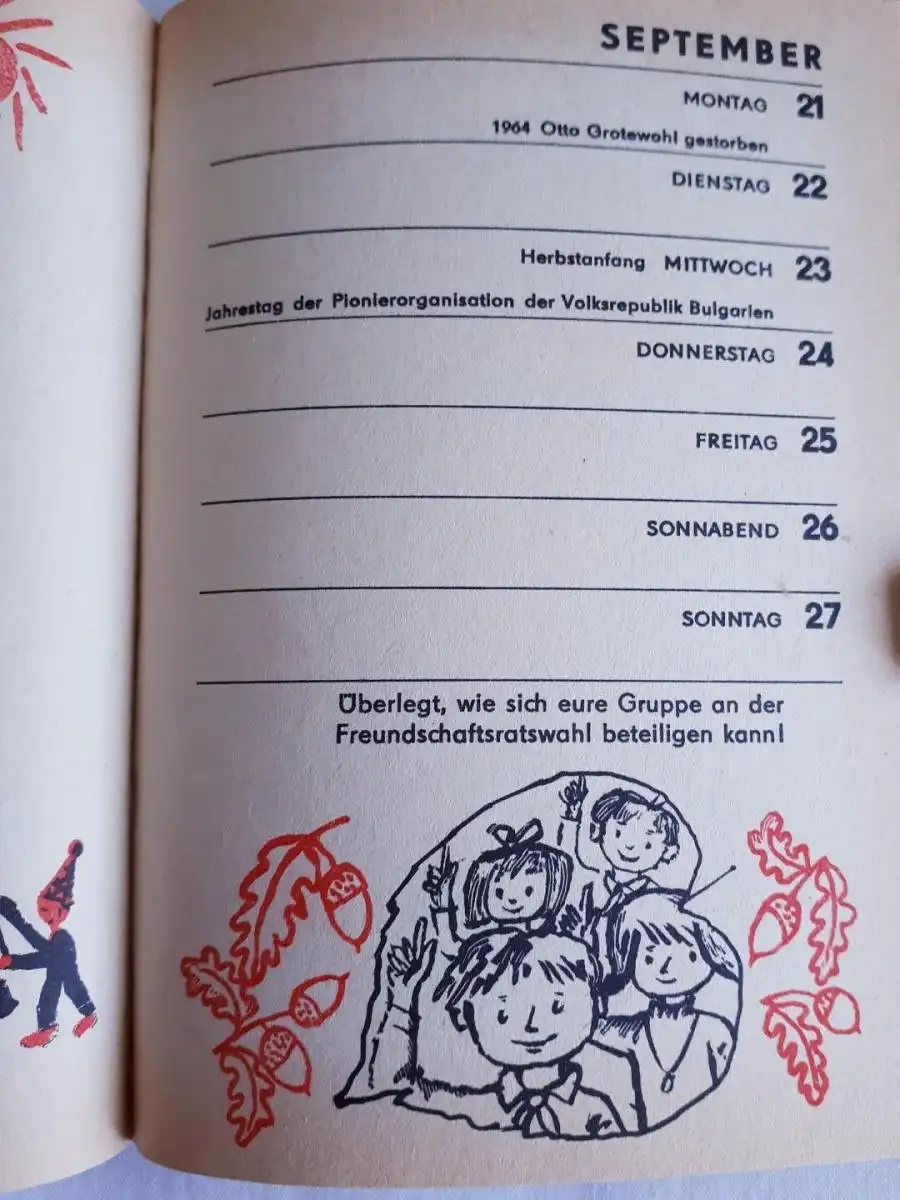 SEPTEMBER
MONTAG 21
1964 Otto Grotewohl gestorben
DIENSTAG 22
Herbstanfang MITTWOCH 23
Jahrestag der Pionierorganisation der Volksrepublik Bulgarien
DONNERSTAG 24
FREITAG 25
SONNABEND 26
SONNTAG 27
Überlegt, wie sich eure Gruppe an der
Freundschaftsratswahl beteiligen kann!